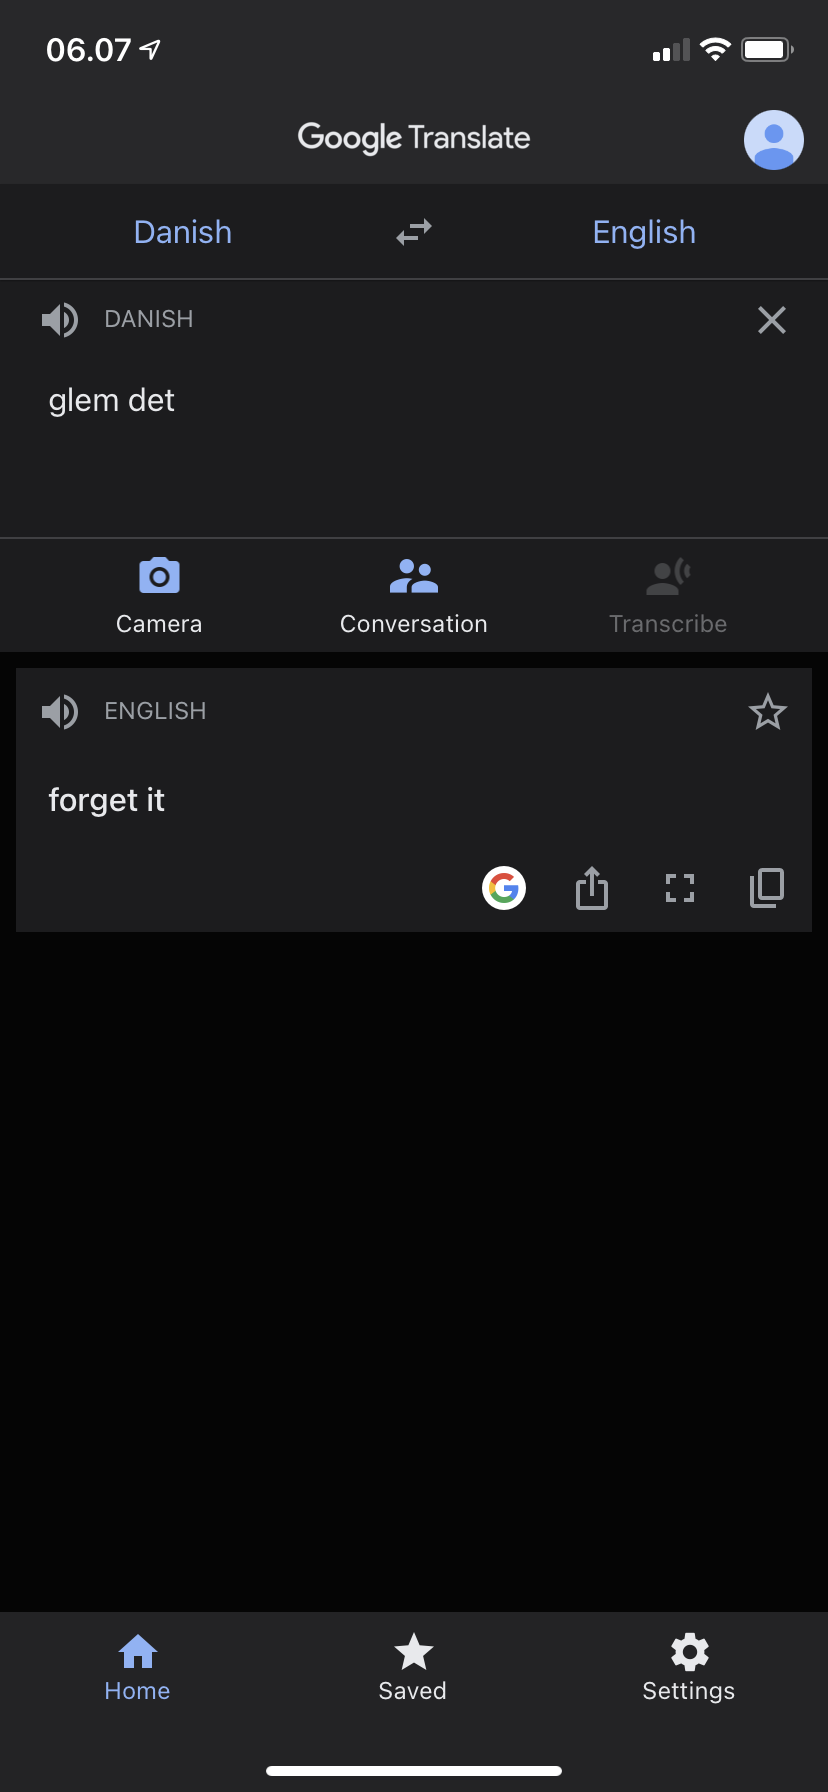 06.07
Google Translate
Danish English
DANISH
glem det
Camera Conversation Transcribe
ENGLISH
forget it
G
Home Saved Settings